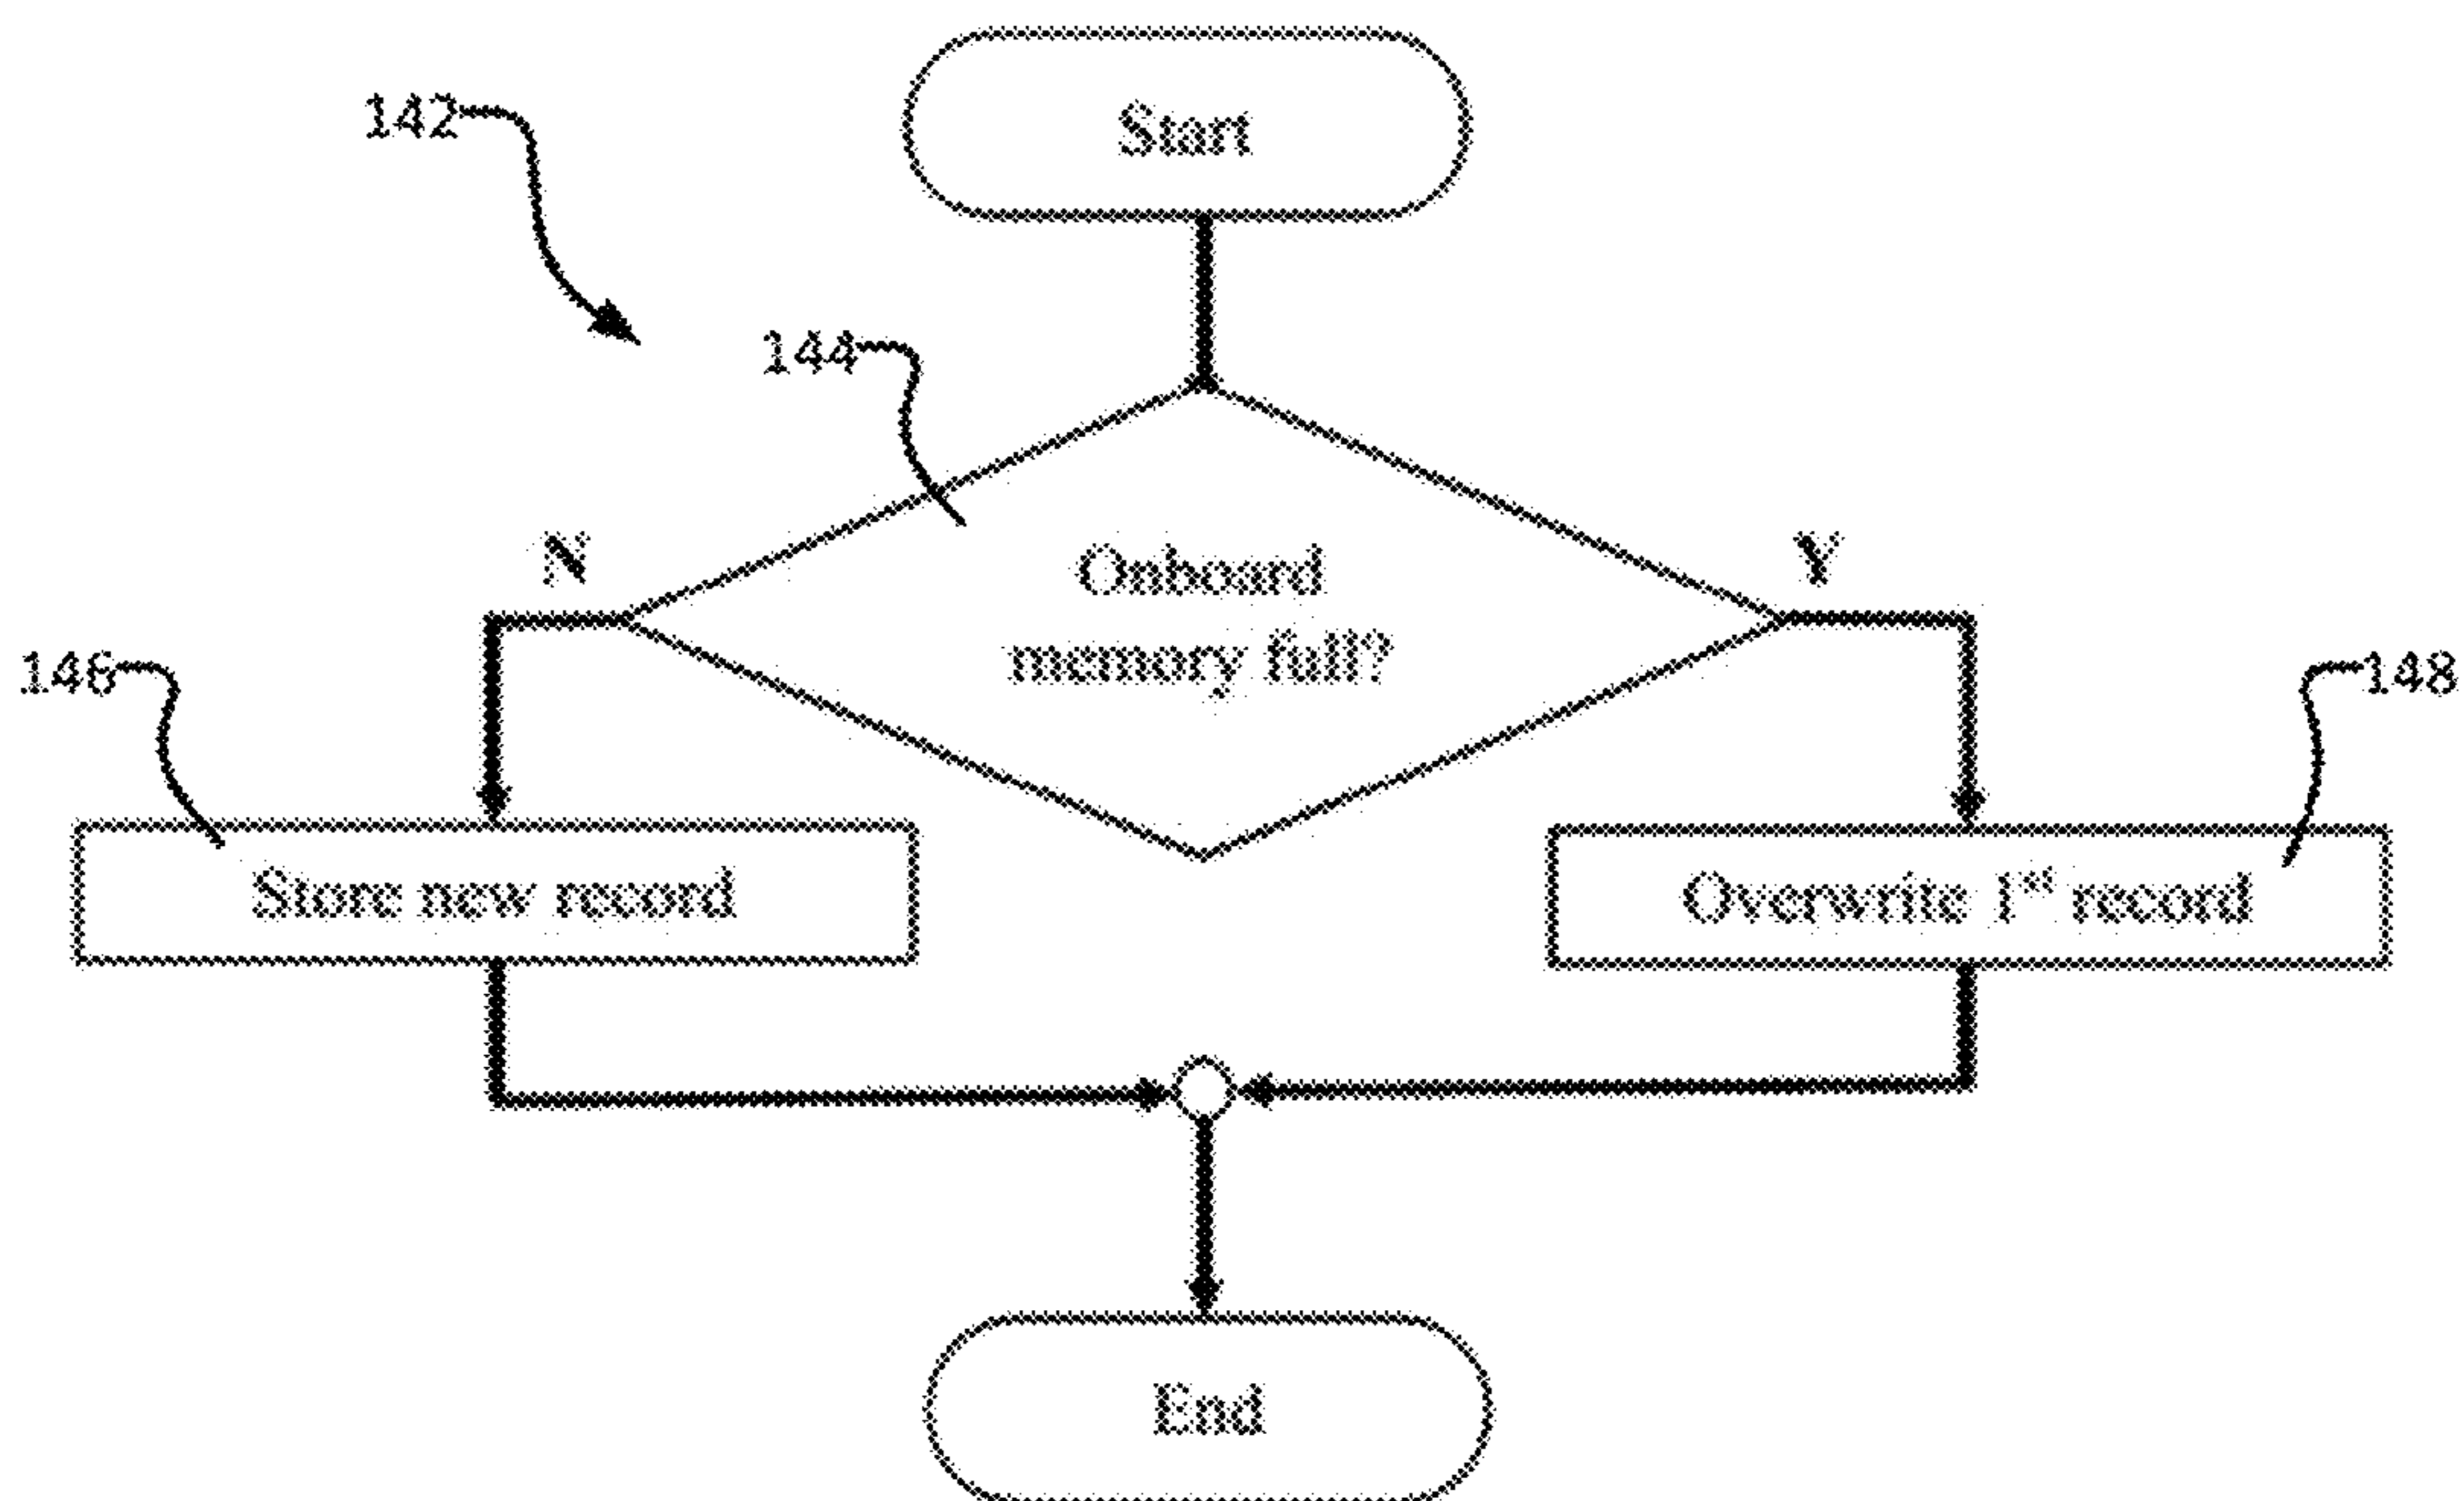 Start
142
144
N
Y
Onboard
memory full?
146
148
Store new record
Overwrite 1st record
End